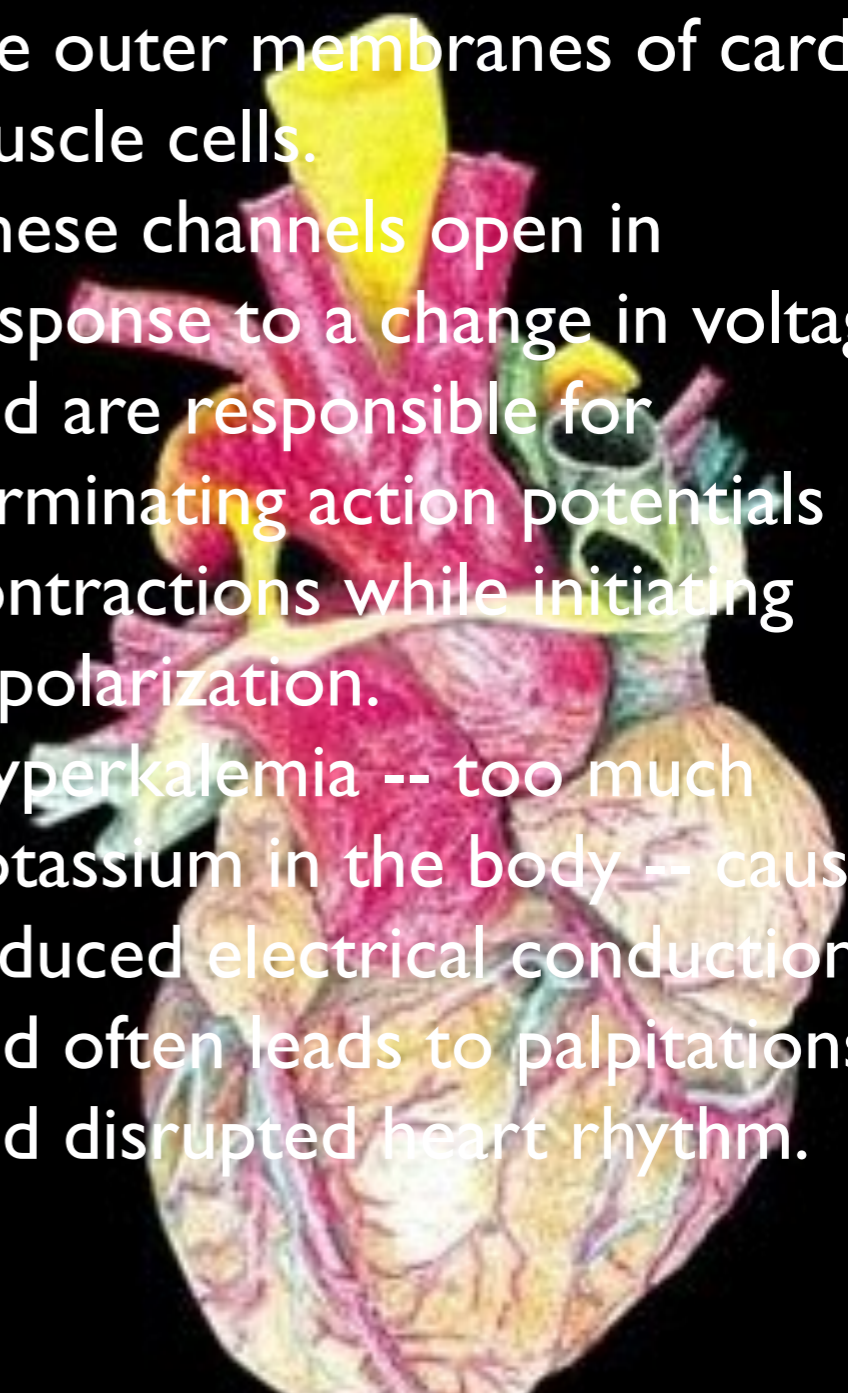 e outer membranes of card
uscle cells.
hese channels open in
sponse to a change in voltag
d are responsible for
rminating action potentials
ontractions while initiating
polarization.
yperkalemia -- too much
otassium in the body -- caus
duced electrical conduction
d often leads to palpitations
d disrupted heart rhythm.